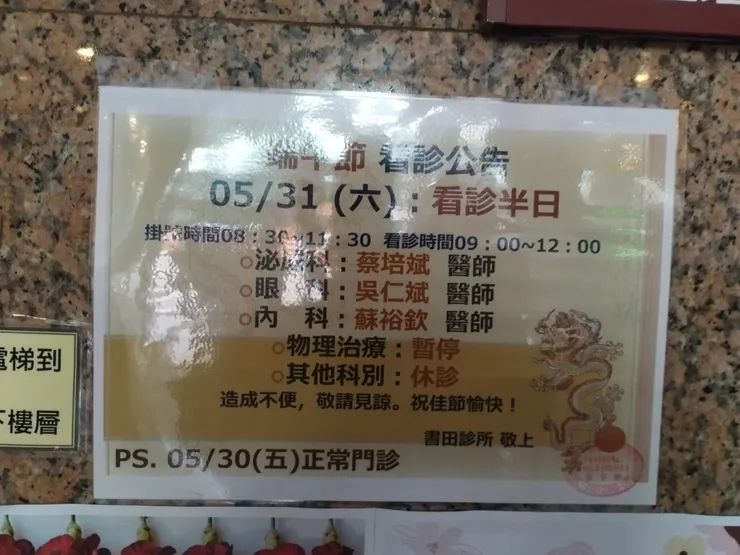 端午節 看診公告
05/31 (六)：看診半日
掛號時間08：30~11：30 看診時間09：00~12：00
○泌尿科：蔡培斌 醫師
○眼　科：吳仁斌 醫師
○內　科：蘇裕欽 醫師
○物理治療：暫停
○其他科別：休診
造成不便，敬請見諒。祝佳節愉快！
書田診所 敬上
PS. 05/30(五)正常門診
電梯到
下樓層